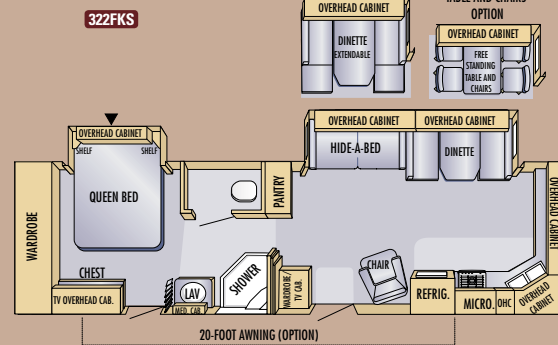 TABLE AND CHAIRS
OPTION
322FKS
OVERHEAD CABINET
DINETTE
EXTENDABLE
OVERHEAD CABINET
FREE
STANDING
TABLE AND
CHAIRS
OVERHEAD CABINET
SHELF
SHELF
QUEEN BED
WARDROBE
CHEST
TV OVERHEAD CAB.
PANTRY
LAV
MED. CAB.
SHOWER
WARDROBE/
TV CAB.
OVERHEAD CABINET
OVERHEAD CABINET
HIDE-A-BED
DINETTE
CHAIR
REFRIG.
MICRO.
OHC
OVERHEAD
CABINET
OVERHEAD CABINET
20-FOOT AWNING (OPTION)